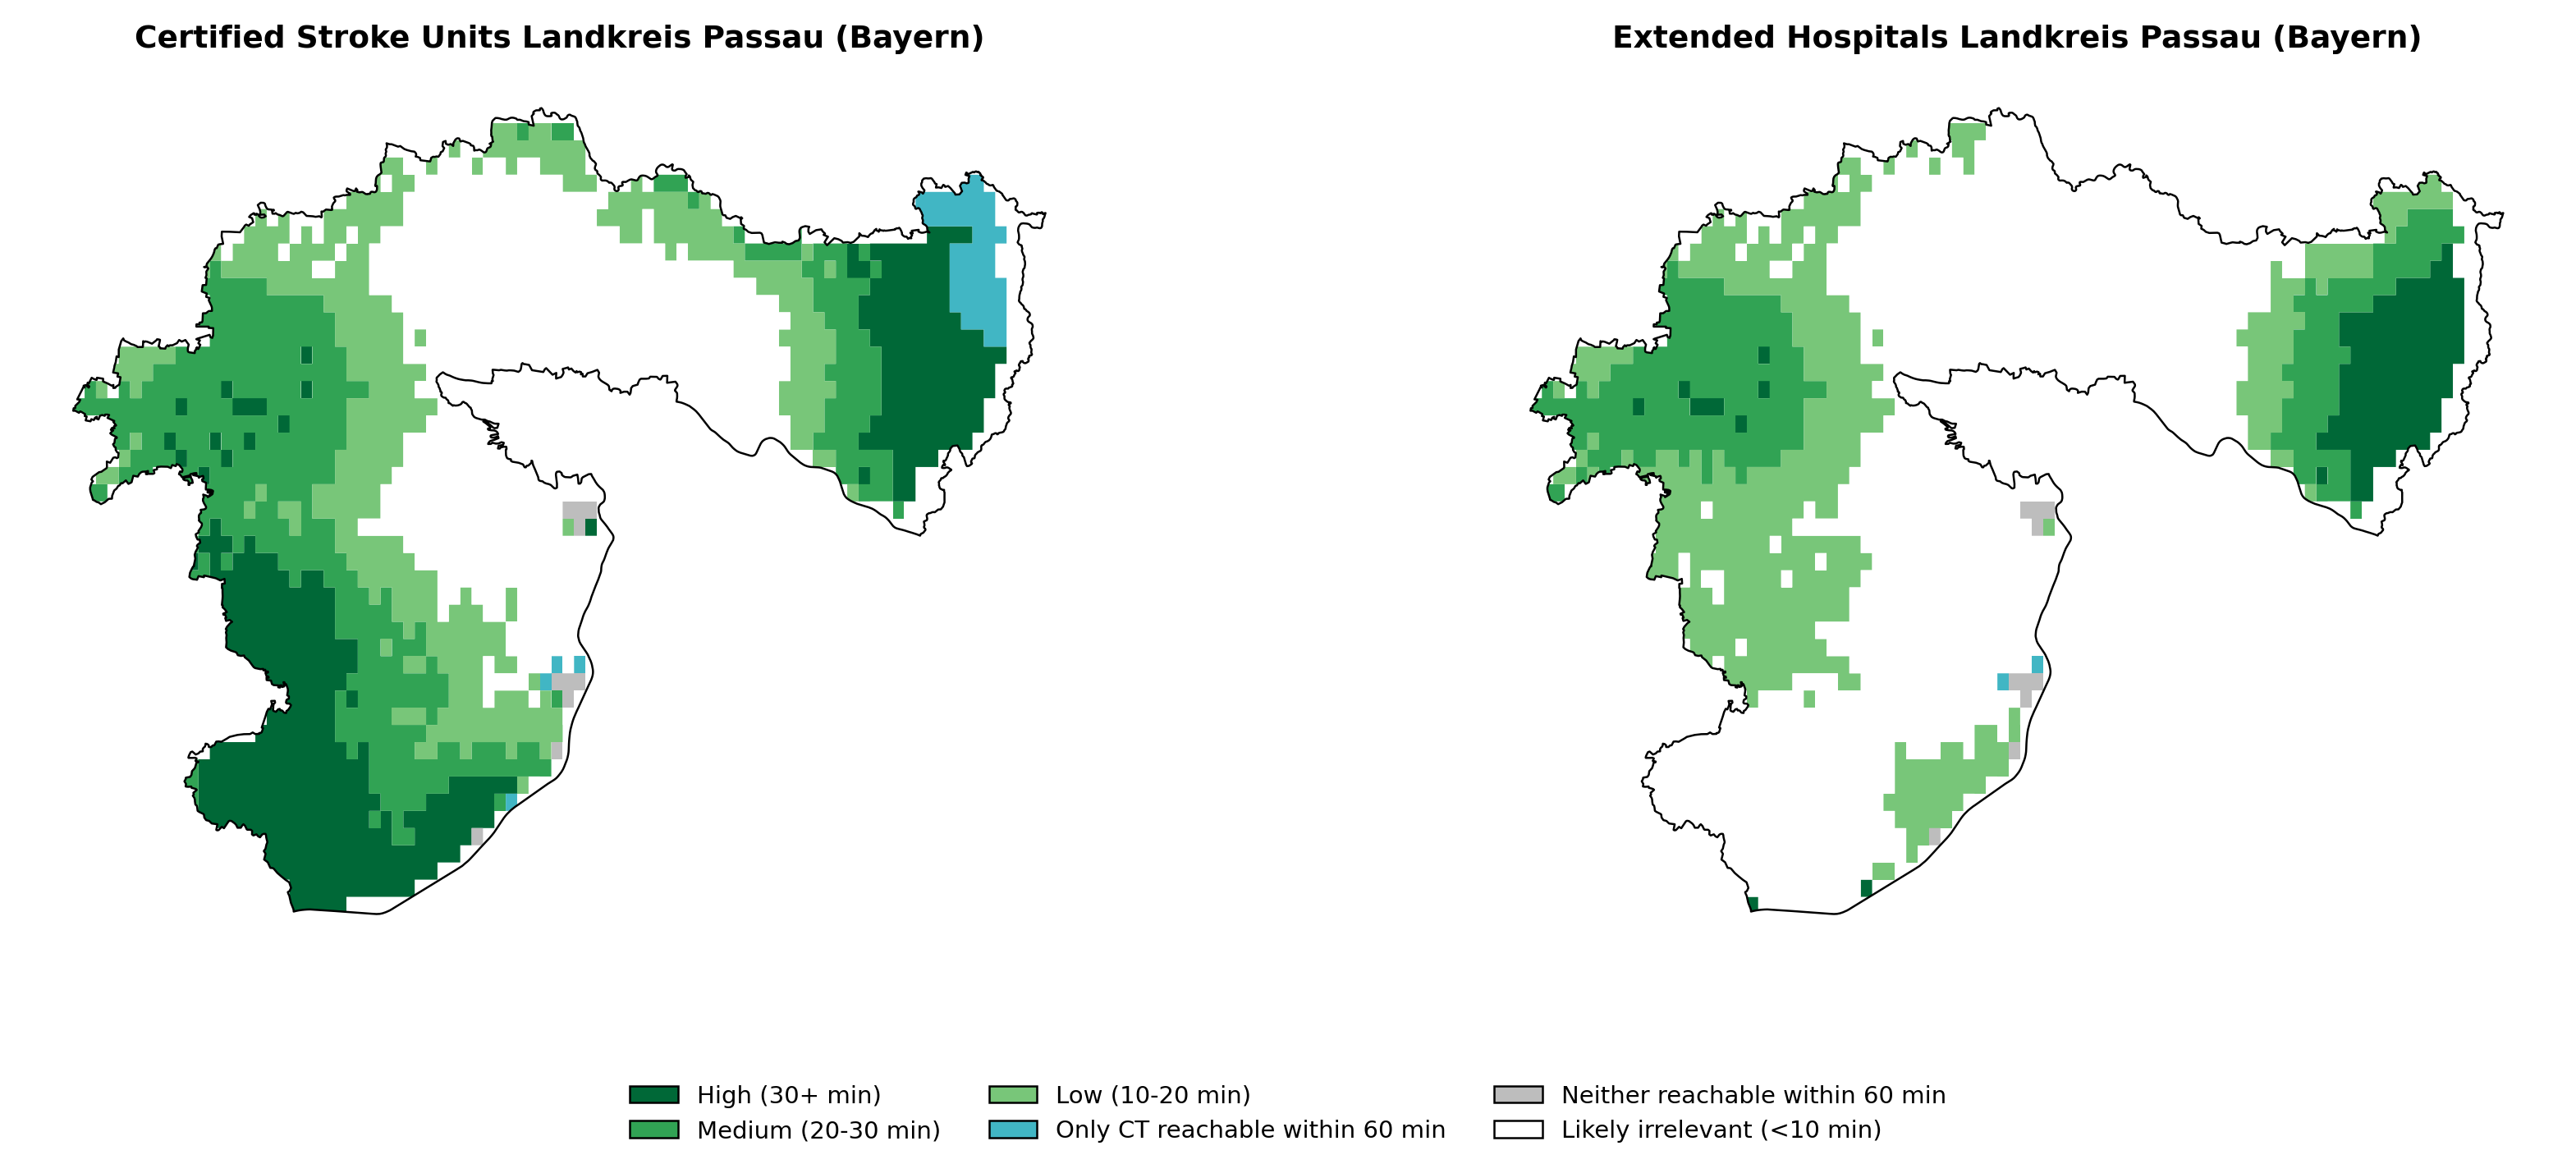 Certified Stroke Units Landkreis Passau (Bayern)
Extended Hospitals Landkreis Passau (Bayern)
High (30+ min)
Medium (20-30 min)
Low (10-20 min)
Only CT reachable within 60 min
Neither reachable within 60 min
Likely irrelevant (<10 min)